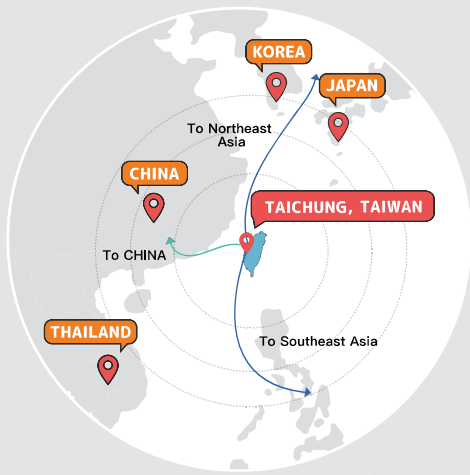 KOREA
JAPAN
To Northeast
Asia
CHINA
TAICHUNG, TAIWAN
To CHINA
THAILAND
To Southeast Asia